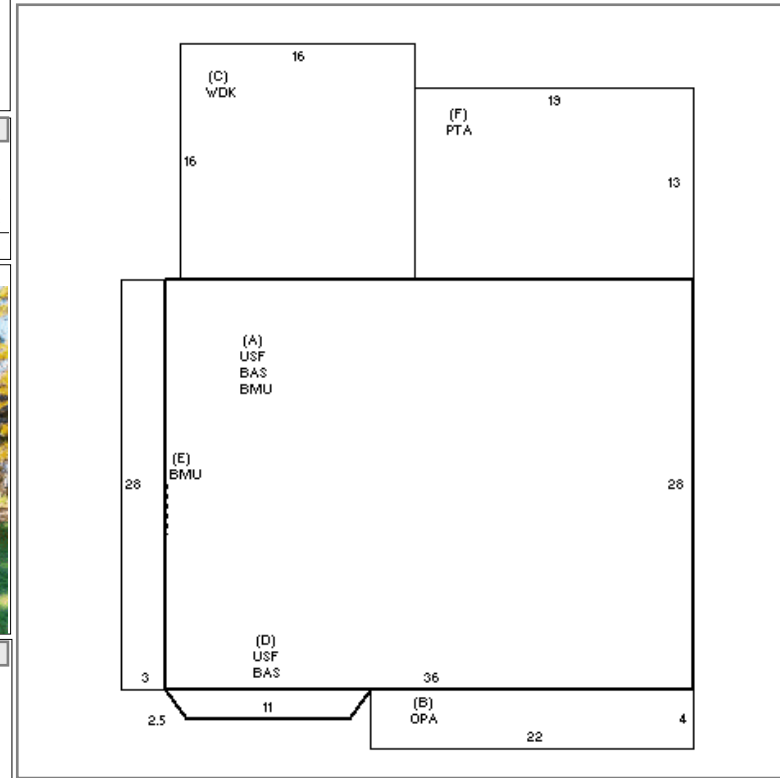 16
(C)
WDK
19
(F)
PTA
16
13
(A)
USF
BAS
BMU
(E)
BMU
28
28
(D)
USF
BAS
3
36
11
(B)
OPA
2.5
4
22